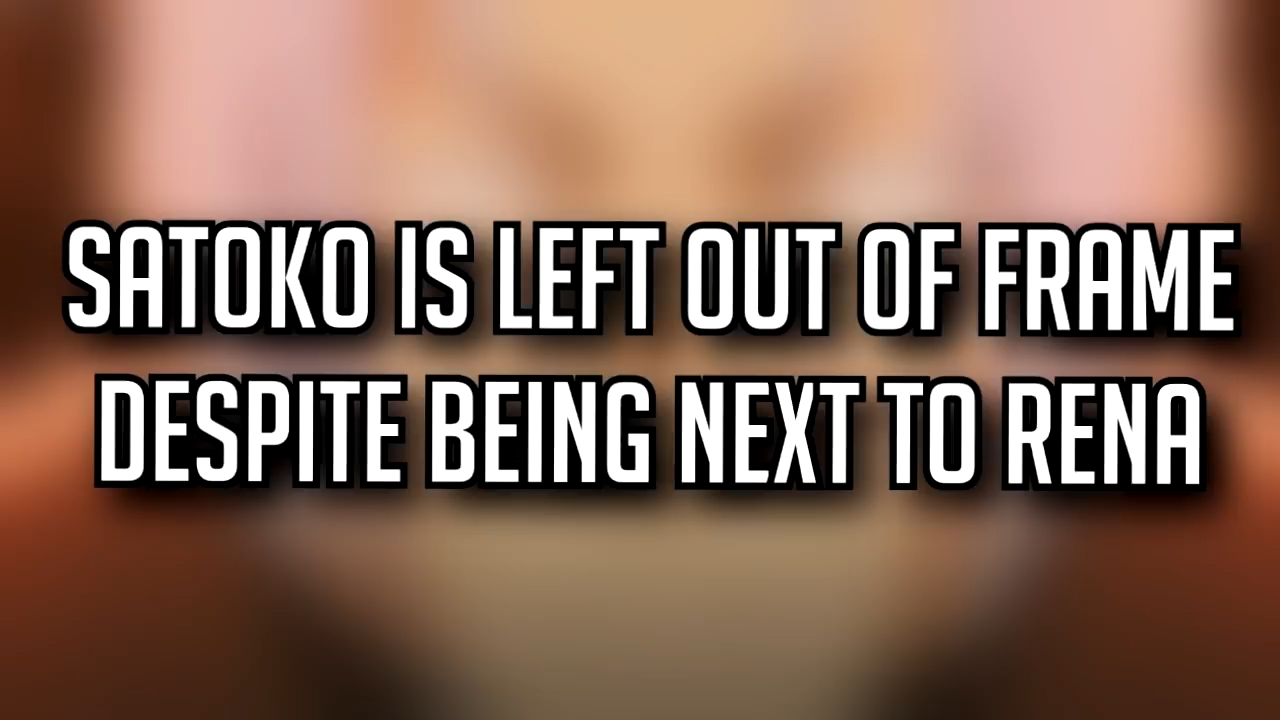 SATOKO IS LEFT OUT OF FRAME
DESPITE BEING NEXT TO RENA